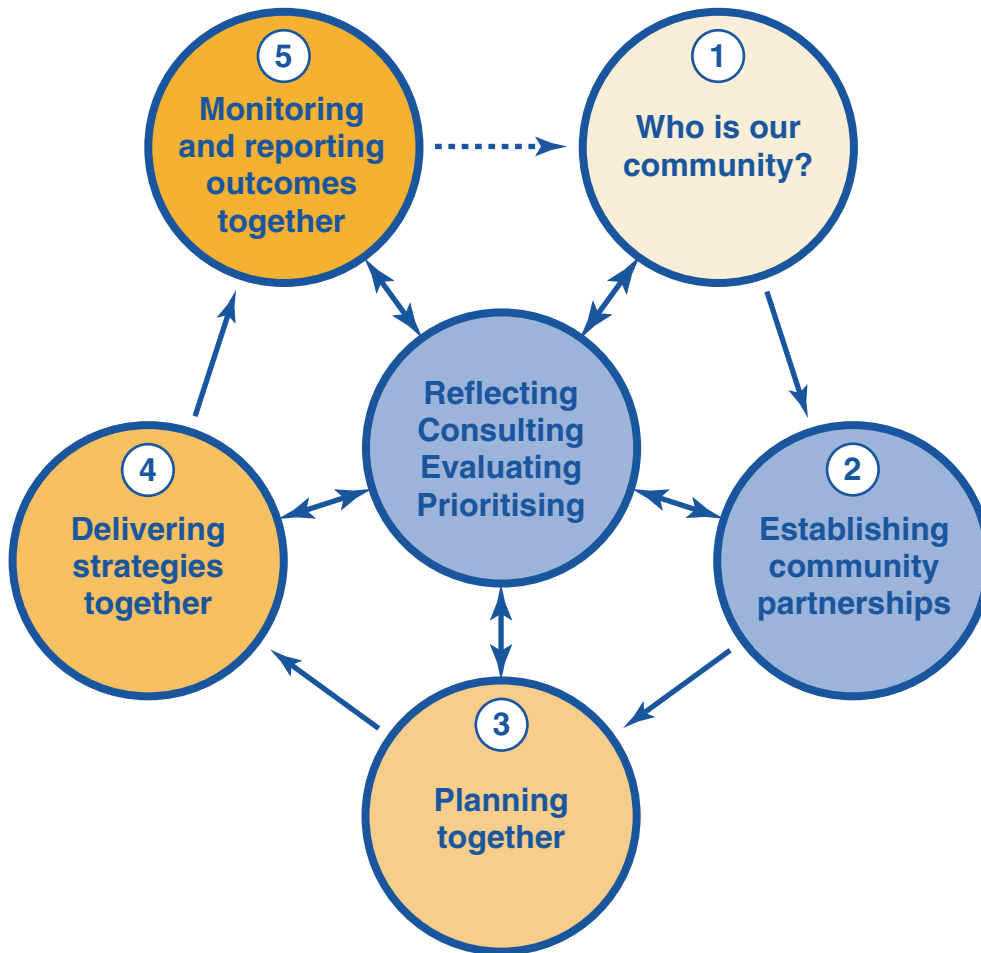 1
Who is our
community?
2
Establishing
community
partnerships
3
Planning
together
4
Delivering
strategies
together
5
Monitoring
and reporting
outcomes
together
Reflecting
Consulting
Evaluating
Prioritising